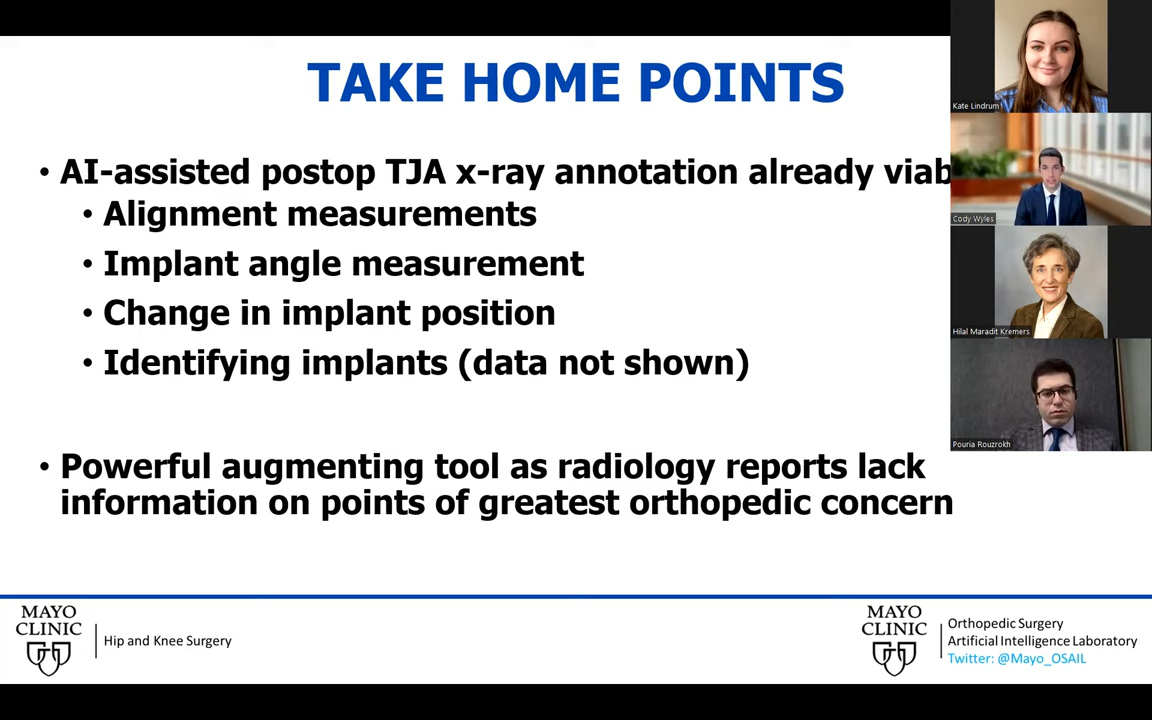 TAKE HOME POINTS
• AI-assisted postop TJA x-ray annotation already viab
• Alignment measurements
• Implant angle measurement
• Change in implant position
• Identifying implants (data not shown)
• Powerful augmenting tool as radiology reports lack
information on points of greatest orthopedic concern
Kate Lindrum
Cody Wyles
Hilal Maradit Kremers
Pouria Rouzrokh
MAYO
CLINIC
Hip and Knee Surgery
MAYO
CLINIC
Orthopedic Surgery
Artificial Intelligence Laboratory
Twitter: @Mayo_OSAIL